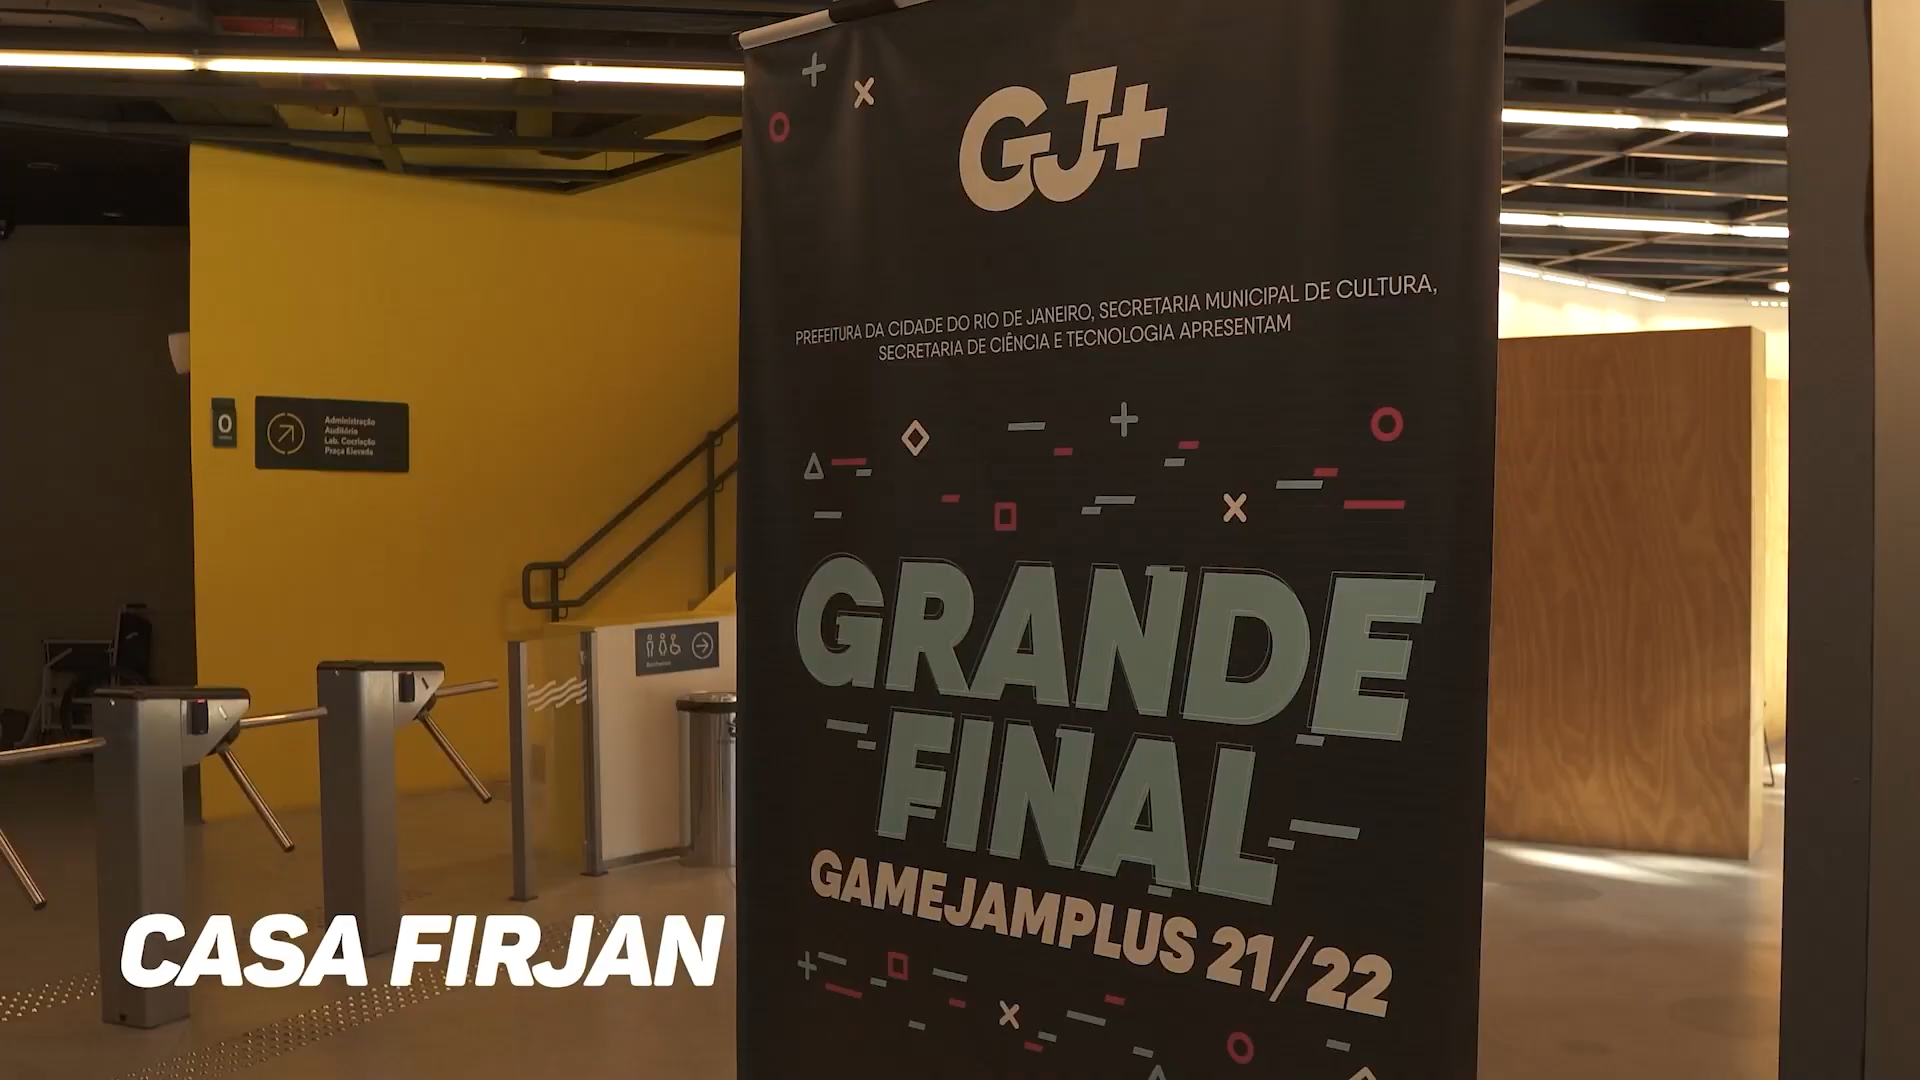 GJ+
PREFEITURA DA CIDADE DO RIO DE JANEIRO, SECRETARIA MUNICIPAL DE CULTURA,
SECRETARIA DE CIÊNCIA E TECNOLOGIA APRESENTAM
0
Administração
Auditório
Lab. Cocriação
Praça Elevada
GRANDE
FINAL
GAMEJAMPLUS 21/22
CASA FIRJAN